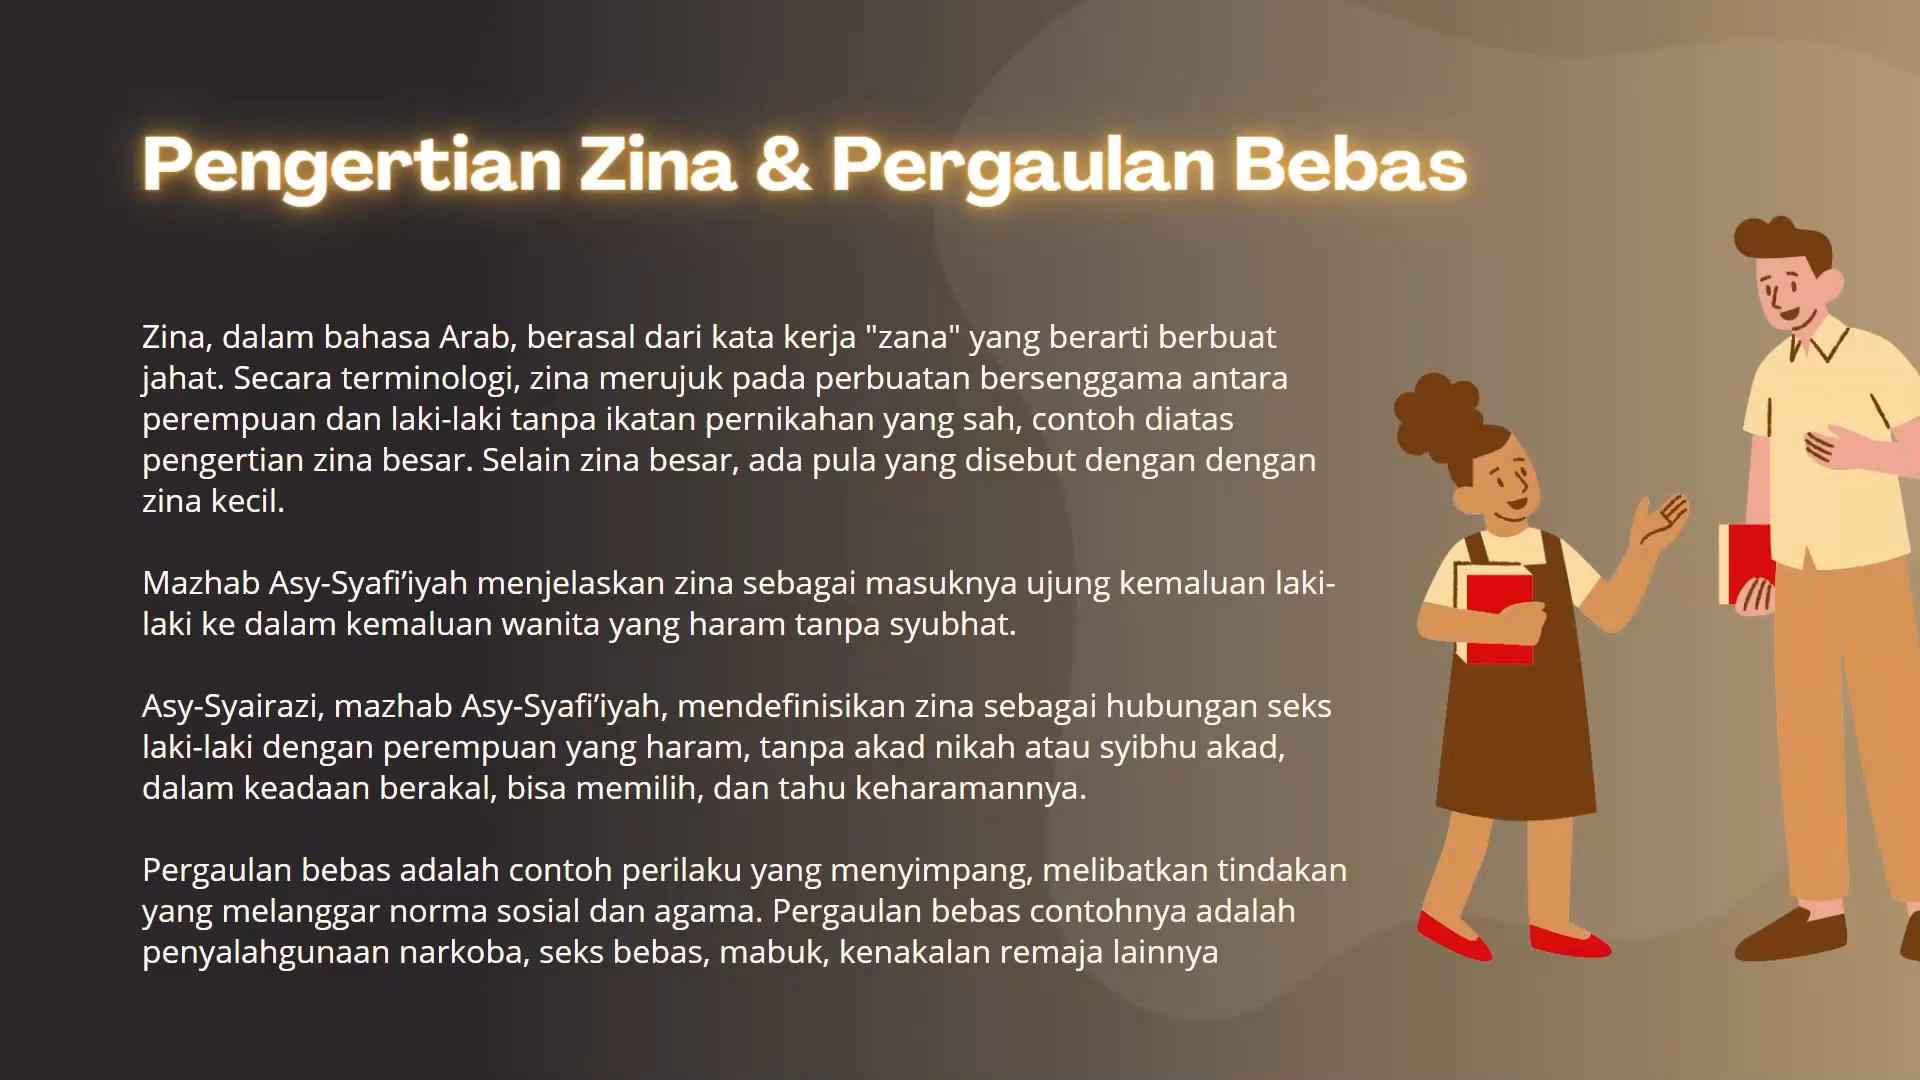 Pengertian Zina & Pergaulan Bebas
Zina, dalam bahasa Arab, berasal dari kata kerja "zana" yang berarti berbuat
jahat. Secara terminologi, zina merujuk pada perbuatan bersenggama antara
perempuan dan laki-laki tanpa ikatan pernikahan yang sah, contoh diatas
pengertian zina besar. Selain zina besar, ada pula yang disebut dengan dengan
zina kecil.
Mazhab Asy-Syafi’iyah menjelaskan zina sebagai masuknya ujung kemaluan laki-
laki ke dalam kemaluan wanita yang haram tanpa syubhat.
Asy-Syairazi, mazhab Asy-Syafi’iyah, mendefinisikan zina sebagai hubungan seks
laki-laki dengan perempuan yang haram, tanpa akad nikah atau syibhu akad,
dalam keadaan berakal, bisa memilih, dan tahu keharamannya.
Pergaulan bebas adalah contoh perilaku yang menyimpang, melibatkan tindakan
yang melanggar norma sosial dan agama. Pergaulan bebas contohnya adalah
penyalahgunaan narkoba, seks bebas, mabuk, kenakalan remaja lainnya